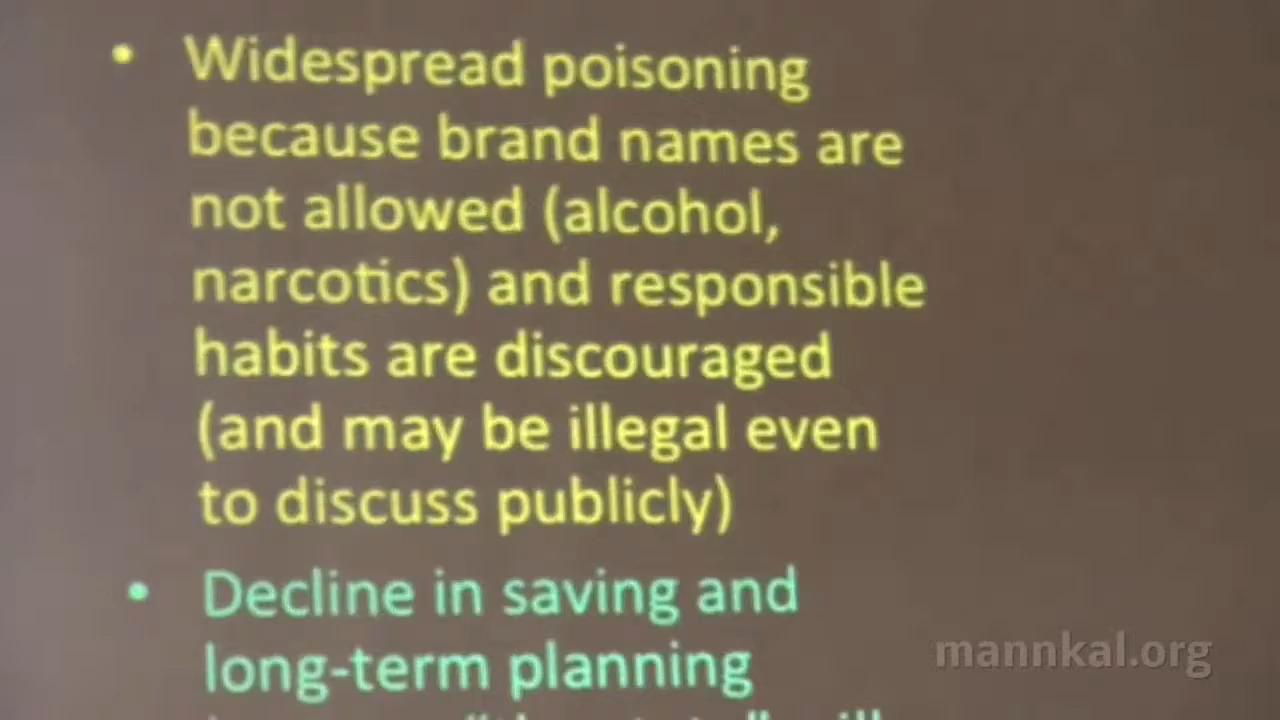 • Widespread poisoning
because brand names are
not allowed (alcohol,
narcotics) and responsible
habits are discouraged
(and may be illegal even
to discuss publicly)
• Decline in saving and
long-term planning
mannkal.org